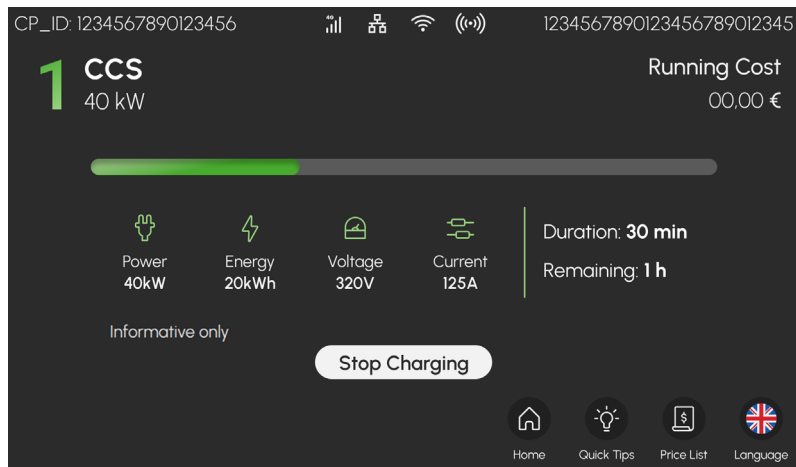 CP_ID: 1234567890123456
4G
1234567890123456789012345
1
CCS
40 kW
Running Cost
00,00 €
Power
40kW
Energy
20kWh
Voltage
320V
Current
125A
Duration: 30 min
Remaining: 1 h
Informative only
Stop Charging
$
Home
Quick Tips
Price List
Language